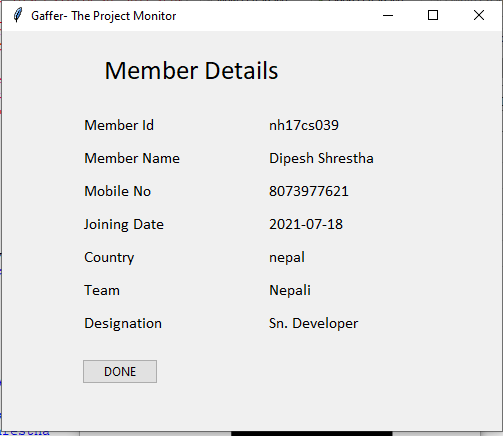 Gaffer- The Project Monitor
Member Details
Member Id nh17cs039
Member Name Dipesh Shrestha
Mobile No 8073977621
Joining Date 2021-07-18
Country nepal
Team Nepali
Designation Sn. Developer
DONE